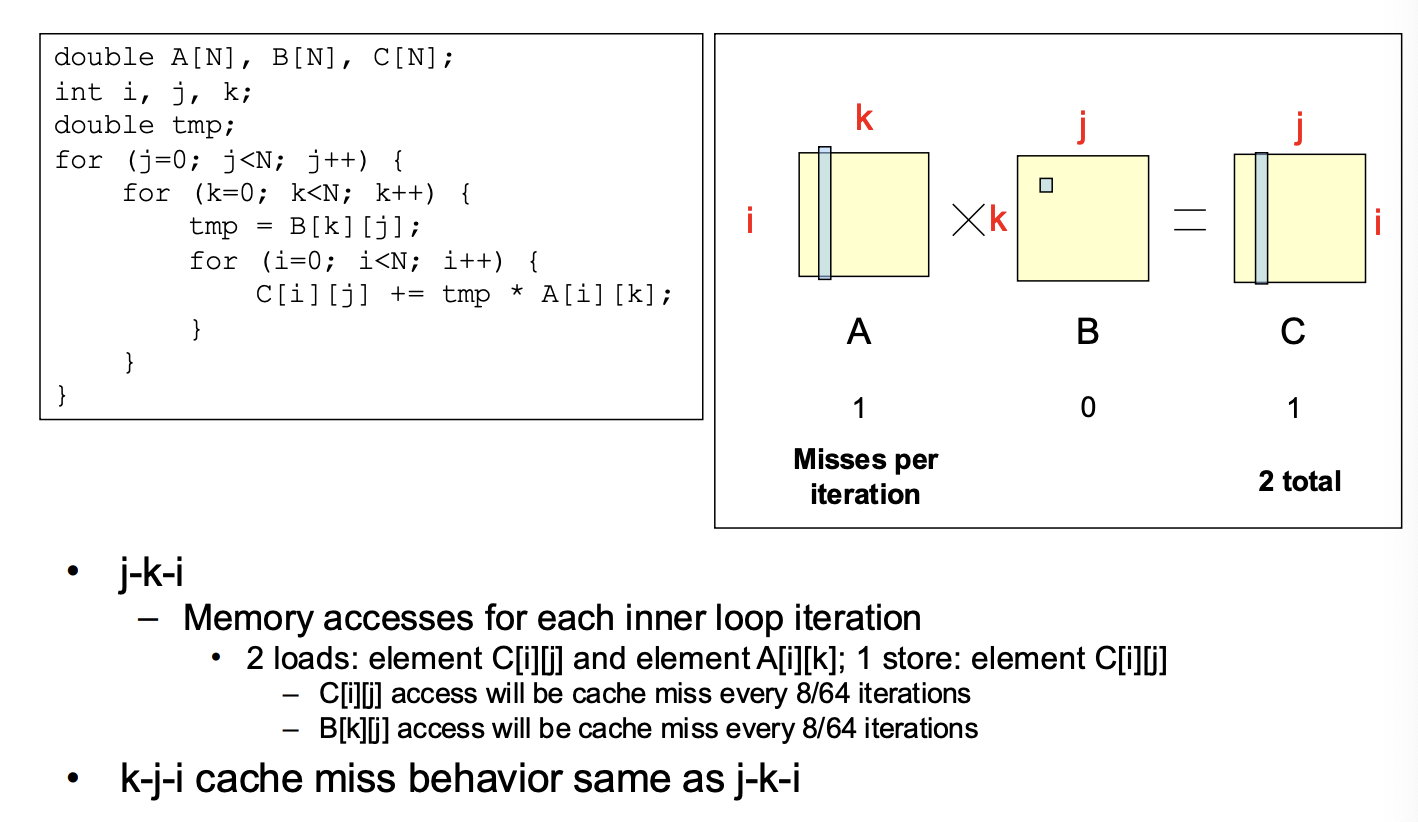 double A[N], B[N], C[N];
int i, j, k;
double tmp;
for (j=0; j<N; j++) {
    for (k=0; k<N; k++) {
        tmp = B[k][j];
        for (i=0; i<N; i++) {
            C[i][j] += tmp * A[i][k];
        }
    }
}
k j j
i × k = i
A B C
1 0 1
Misses per
iteration
2 total
• j-k-i
– Memory accesses for each inner loop iteration
• 2 loads: element C[i][j] and element A[i][k]; 1 store: element C[i][j]
– C[i][j] access will be cache miss every 8/64 iterations
– B[k][j] access will be cache miss every 8/64 iterations
• k-j-i cache miss behavior same as j-k-i